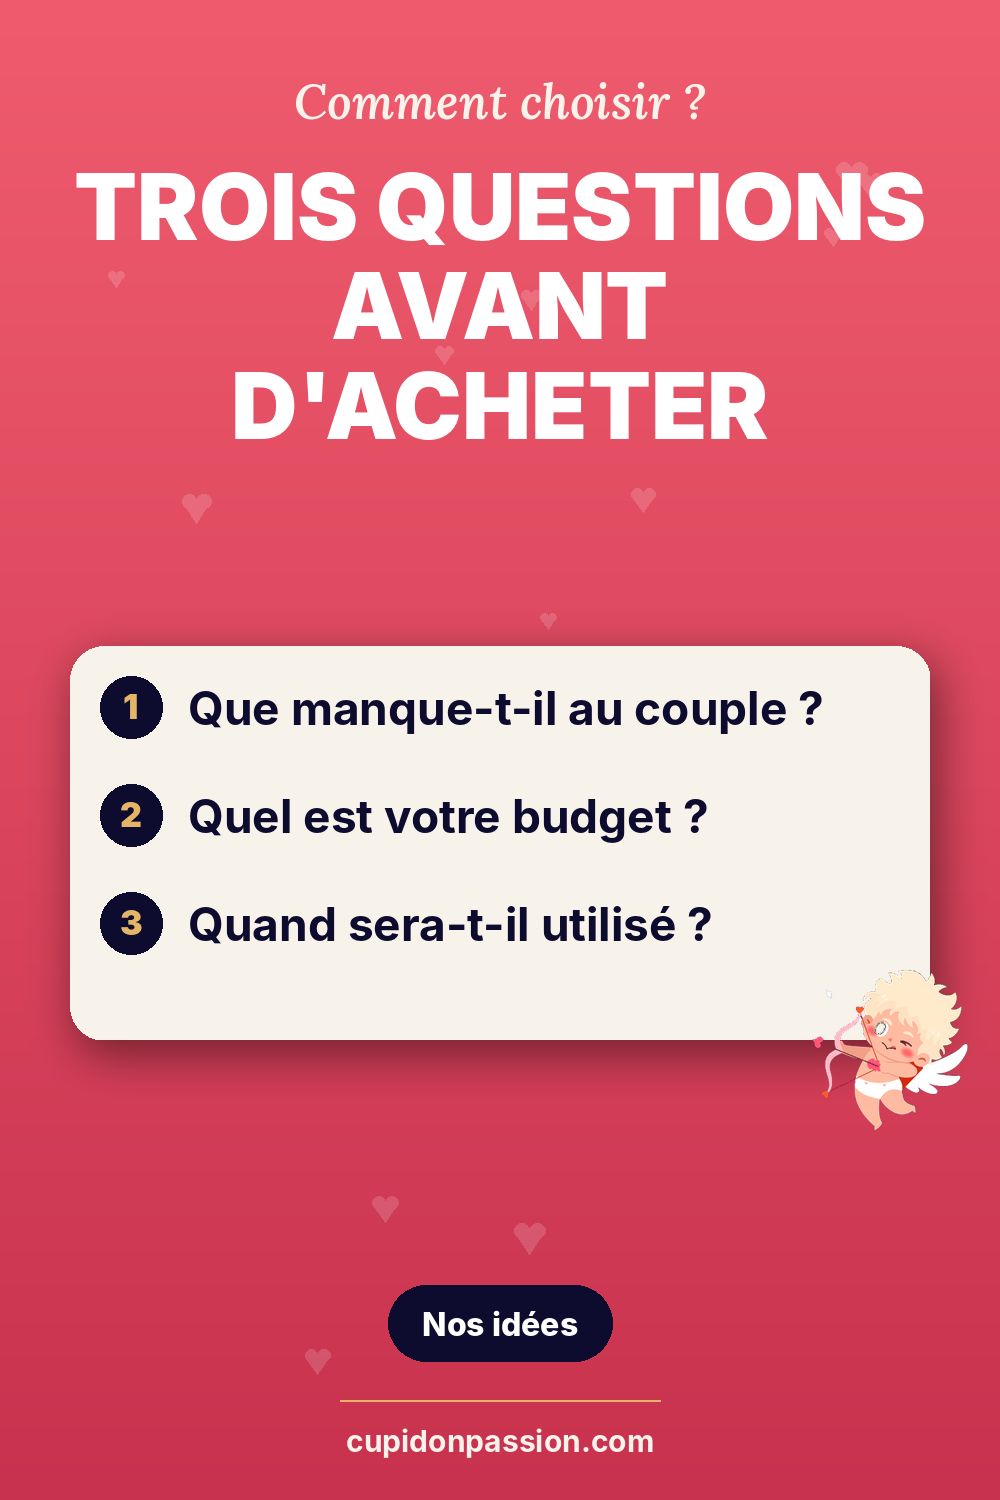 Comment choisir ?
TROIS QUESTIONS
AVANT
D'ACHETER
1 Que manque-t-il au couple ?
2 Quel est votre budget ?
3 Quand sera-t-il utilisé ?
Nos idées
cupidonpassion.com